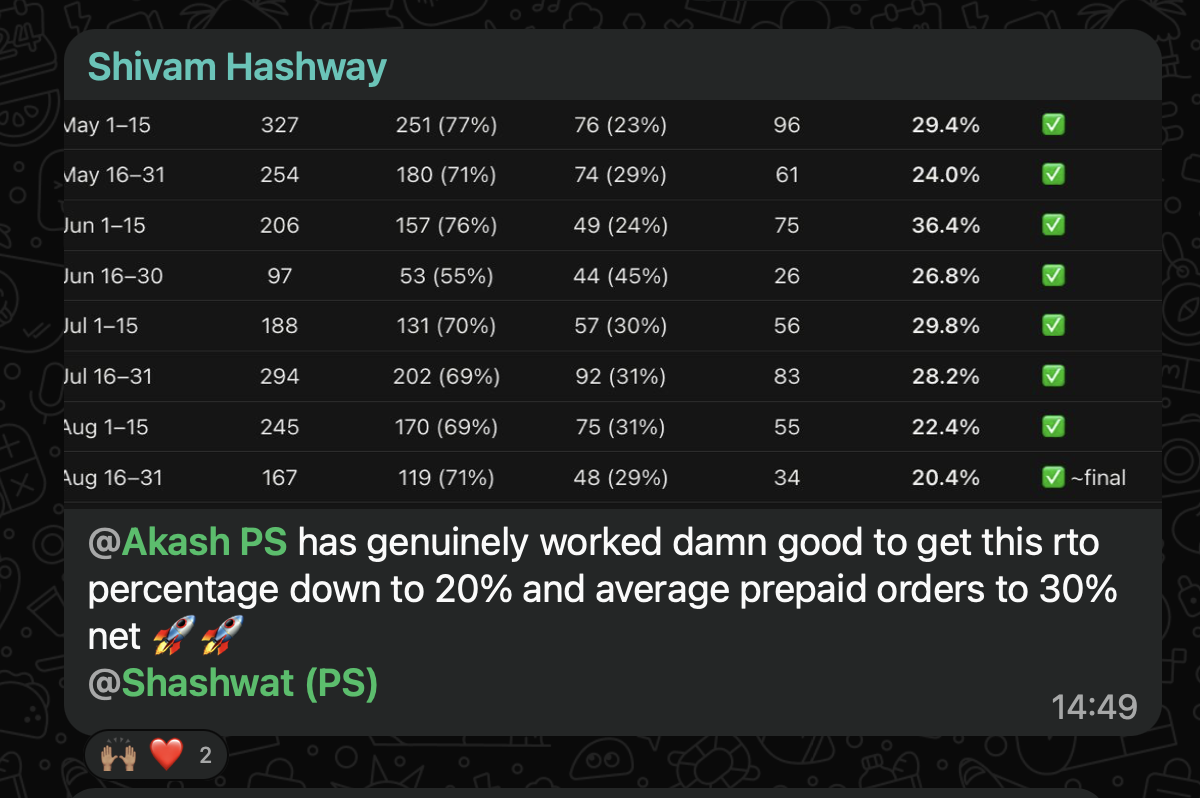 Shivam Hashway
May 1–15 327 251 (77%) 76 (23%) 96 29.4% ✅
May 16–31 254 180 (71%) 74 (29%) 61 24.0% ✅
Jun 1–15 206 157 (76%) 49 (24%) 75 36.4% ✅
Jun 16–30 97 53 (55%) 44 (45%) 26 26.8% ✅
Jul 1–15 188 131 (70%) 57 (30%) 56 29.8% ✅
Jul 16–31 294 202 (69%) 92 (31%) 83 28.2% ✅
Aug 1–15 245 170 (69%) 75 (31%) 55 22.4% ✅
Aug 16–31 167 119 (71%) 48 (29%) 34 20.4% ✅ ~final
@Akash PS has genuinely worked damn good to get this rto
percentage down to 20% and average prepaid orders to 30%
net 🚀 🚀
@Shashwat (PS)
14:49
🙌🏽 ❤️ 2